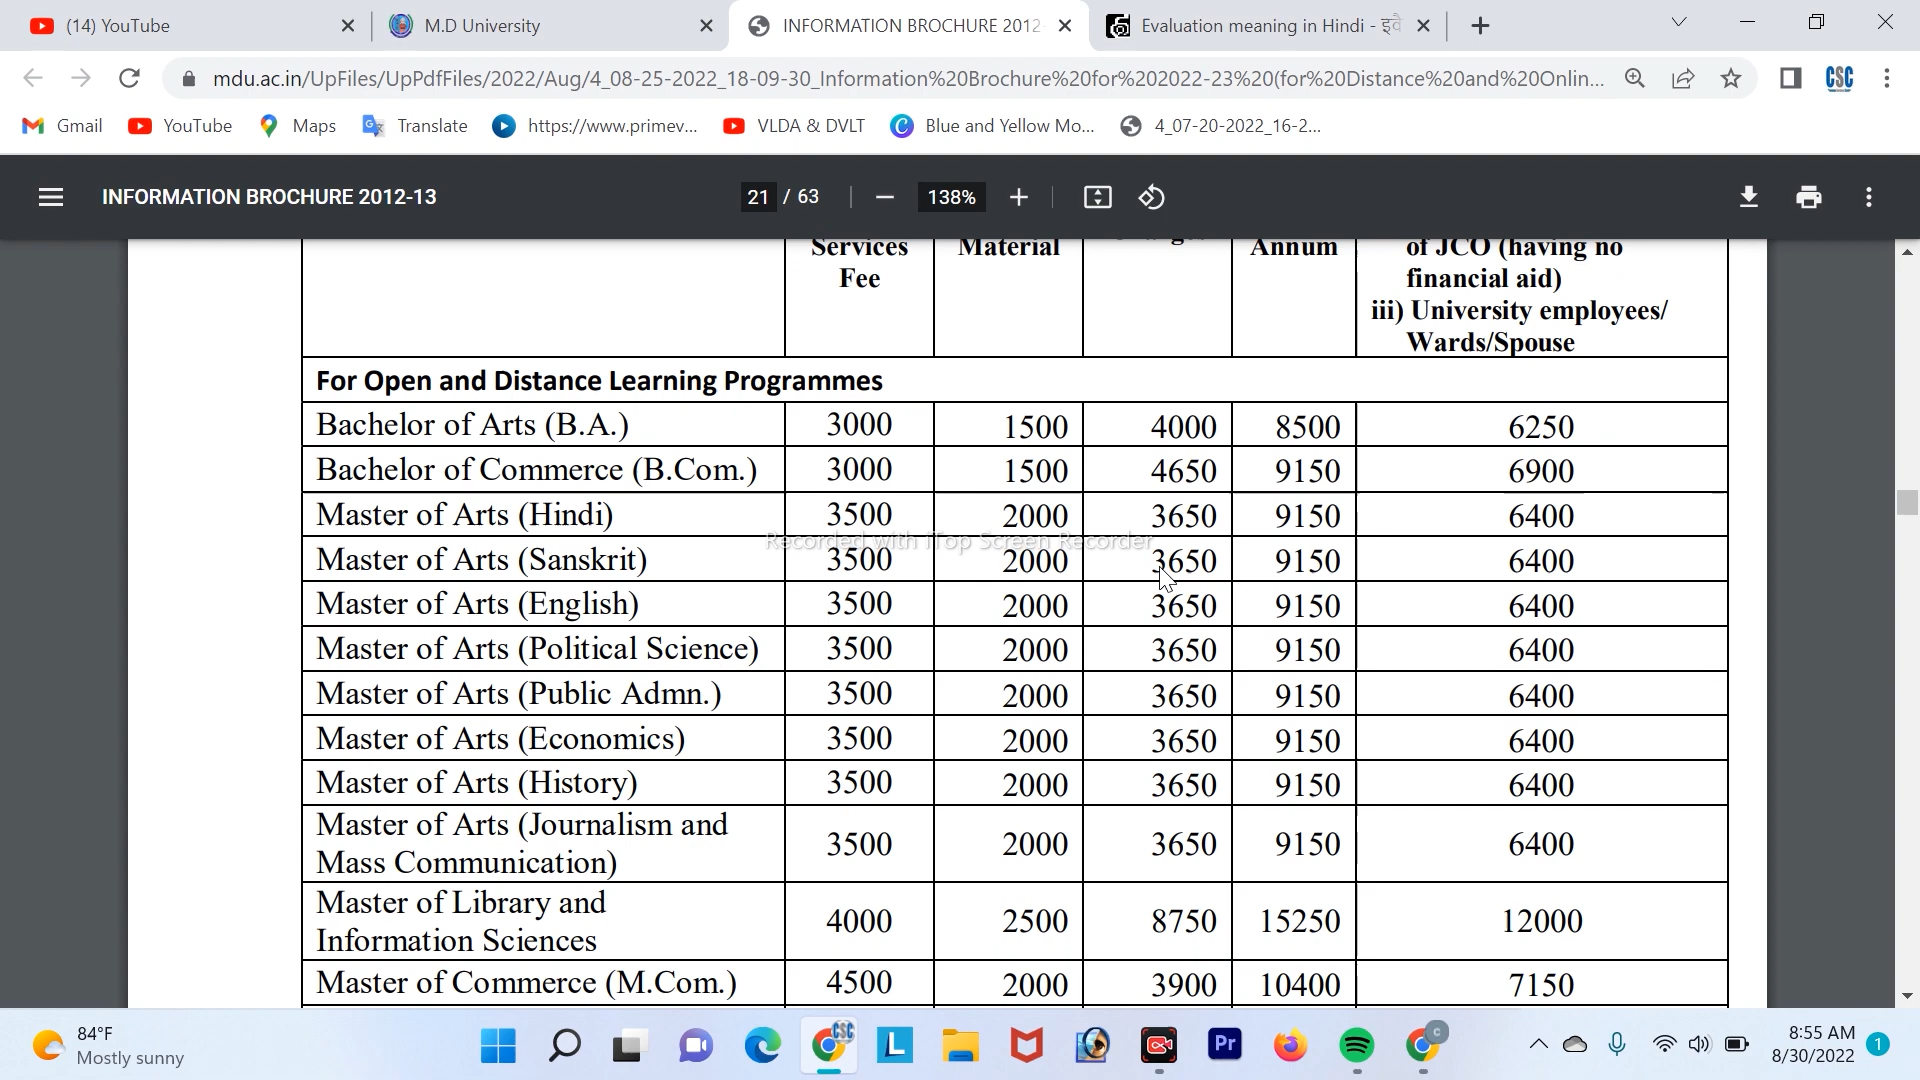 (14) YouTube
M.D University
INFORMATION BROCHURE 2012-
Evaluation meaning in Hindi - इवै
mdu.ac.in/UpFiles/UpPdfFiles/2022/Aug/4_08-25-2022_18-09-30_Information%20Brochure%20for%202022-23%20(for%20Distance%20and%20Onlin...
CSC
Gmail
YouTube
Maps
Translate
https://www.primev...
VLDA & DVLT
Blue and Yellow Mo...
4_07-20-2022_16-2...
INFORMATION BROCHURE 2012-13
21 / 63
138%
Services Material Annum of JCO (having no
Fee financial aid)
iii) University employees/
Wards/Spouse
For Open and Distance Learning Programmes
Bachelor of Arts (B.A.) 3000 1500 4000 8500 6250
Bachelor of Commerce (B.Com.) 3000 1500 4650 9150 6900
Master of Arts (Hindi) 3500 2000 3650 9150 6400
Recorded with iTop Screen Recorder
Master of Arts (Sanskrit) 3500 2000 3650 9150 6400
Master of Arts (English) 3500 2000 3650 9150 6400
Master of Arts (Political Science) 3500 2000 3650 9150 6400
Master of Arts (Public Admn.) 3500 2000 3650 9150 6400
Master of Arts (Economics) 3500 2000 3650 9150 6400
Master of Arts (History) 3500 2000 3650 9150 6400
Master of Arts (Journalism and
Mass Communication) 3500 2000 3650 9150 6400
Master of Library and
Information Sciences 4000 2500 8750 15250 12000
Master of Commerce (M.Com.) 4500 2000 3900 10400 7150
84°F
Mostly sunny
CSC
L
Pr
C
8:55 AM
8/30/2022
1